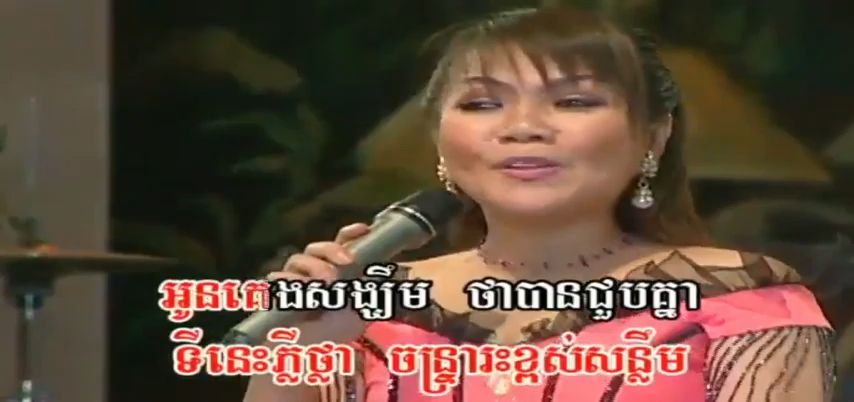 អូនគេងសង្ឃឹម ថាបានជួបគ្នា
ទីនេះភ្លឺថ្លា ចន្ទ្រារះខ្ពស់សន្លឹម